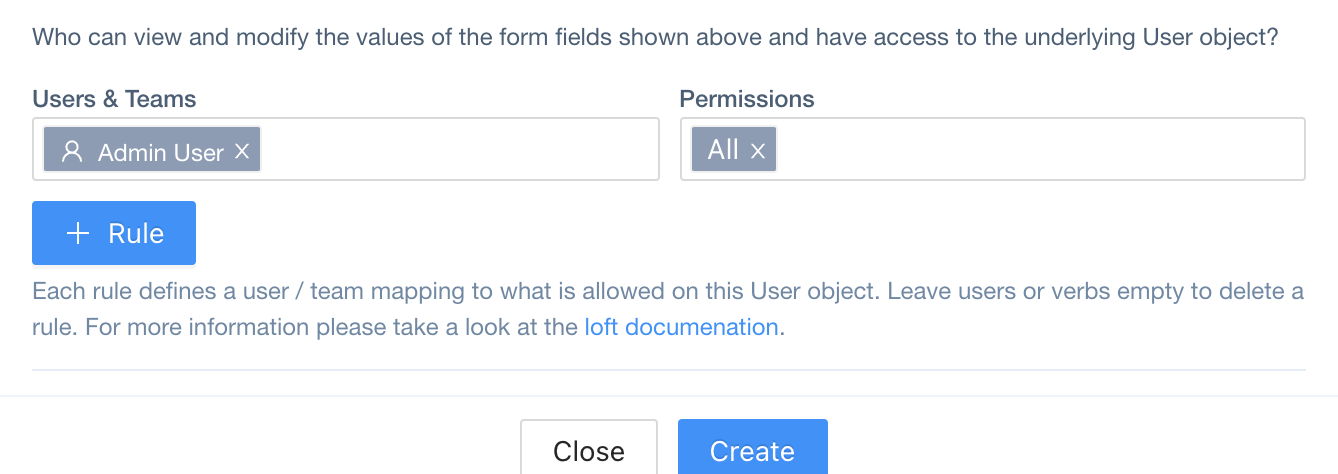 Who can view and modify the values of the form fields shown above and have access to the underlying User object?
Users & Teams
Permissions
Admin User
All
Rule
Each rule defines a user / team mapping to what is allowed on this User object. Leave users or verbs empty to delete a
rule. For more information please take a look at the loft documenation.
Close
Create